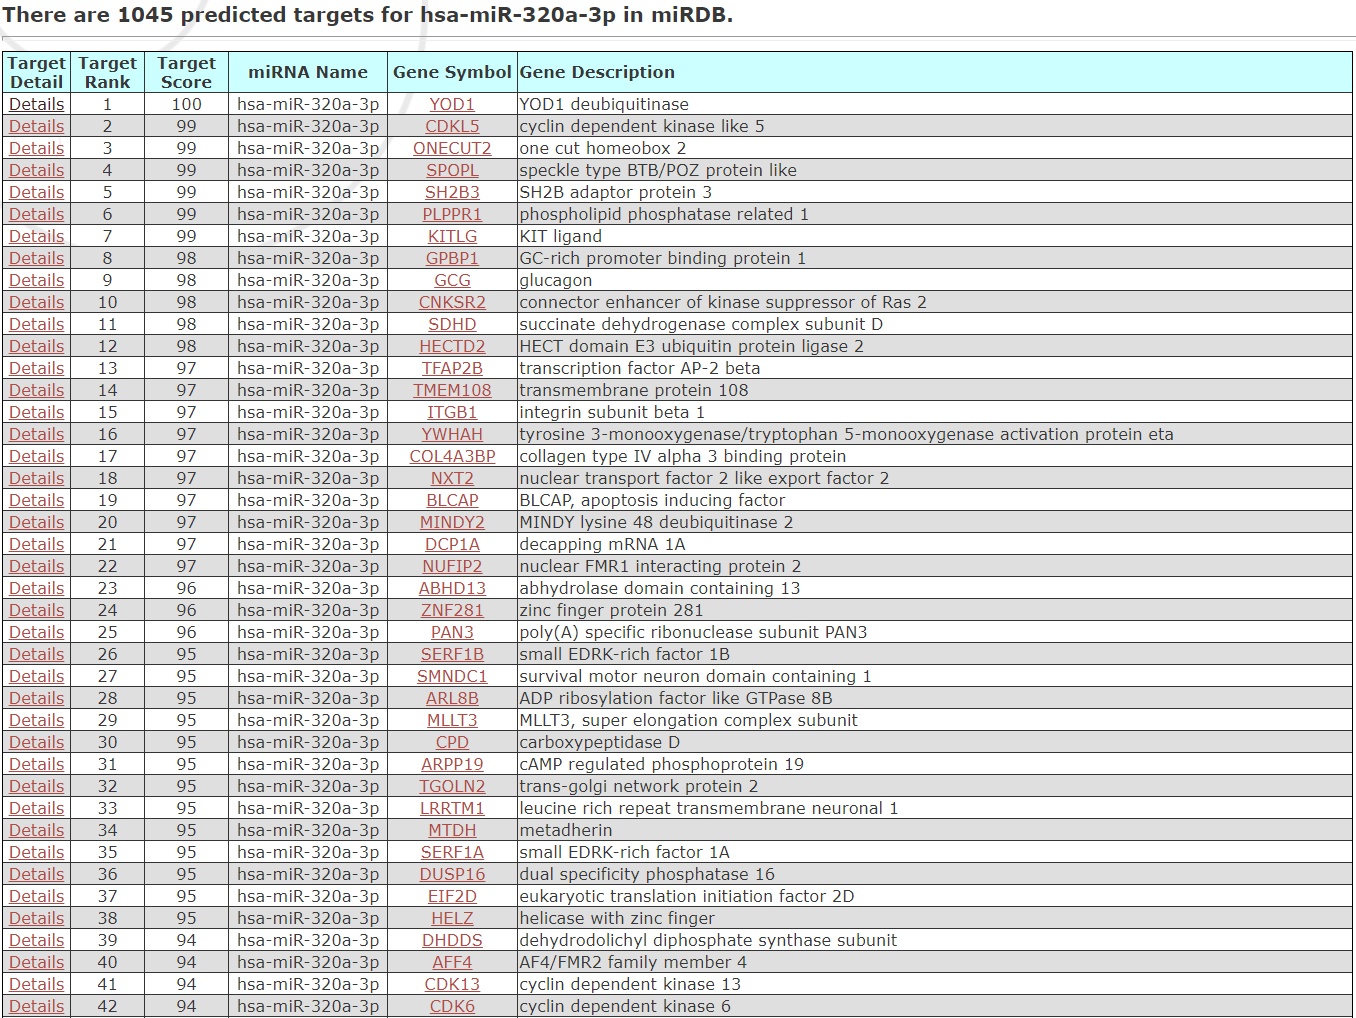 There are 1045 predicted targets for hsa-miR-320a-3p in miRDB.
Target Detail Target Rank Target Score miRNA Name Gene Symbol Gene Description
Details 1 100 hsa-miR-320a-3p YOD1 YOD1 deubiquitinase
Details 2 99 hsa-miR-320a-3p CDKL5 cyclin dependent kinase like 5
Details 3 99 hsa-miR-320a-3p ONECUT2 one cut homeobox 2
Details 4 99 hsa-miR-320a-3p SPOPL speckle type BTB/POZ protein like
Details 5 99 hsa-miR-320a-3p SH2B3 SH2B adaptor protein 3
Details 6 99 hsa-miR-320a-3p PLPPR1 phospholipid phosphatase related 1
Details 7 99 hsa-miR-320a-3p KITLG KIT ligand
Details 8 98 hsa-miR-320a-3p GPBP1 GC-rich promoter binding protein 1
Details 9 98 hsa-miR-320a-3p GCG glucagon
Details 10 98 hsa-miR-320a-3p CNKSR2 connector enhancer of kinase suppressor of Ras 2
Details 11 98 hsa-miR-320a-3p SDHD succinate dehydrogenase complex subunit D
Details 12 98 hsa-miR-320a-3p HECTD2 HECT domain E3 ubiquitin protein ligase 2
Details 13 97 hsa-miR-320a-3p TFAP2B transcription factor AP-2 beta
Details 14 97 hsa-miR-320a-3p TMEM108 transmembrane protein 108
Details 15 97 hsa-miR-320a-3p ITGB1 integrin subunit beta 1
Details 16 97 hsa-miR-320a-3p YWHAH tyrosine 3-monooxygenase/tryptophan 5-monooxygenase activation protein eta
Details 17 97 hsa-miR-320a-3p COL4A3BP collagen type IV alpha 3 binding protein
Details 18 97 hsa-miR-320a-3p NXT2 nuclear transport factor 2 like export factor 2
Details 19 97 hsa-miR-320a-3p BLCAP BLCAP, apoptosis inducing factor
Details 20 97 hsa-miR-320a-3p MINDY2 MINDY lysine 48 deubiquitinase 2
Details 21 97 hsa-miR-320a-3p DCP1A decapping mRNA 1A
Details 22 97 hsa-miR-320a-3p NUFIP2 nuclear FMR1 interacting protein 2
Details 23 96 hsa-miR-320a-3p ABHD13 abhydrolase domain containing 13
Details 24 96 hsa-miR-320a-3p ZNF281 zinc finger protein 281
Details 25 96 hsa-miR-320a-3p PAN3 poly(A) specific ribonuclease subunit PAN3
Details 26 95 hsa-miR-320a-3p SERF1B small EDRK-rich factor 1B
Details 27 95 hsa-miR-320a-3p SMNDC1 survival motor neuron domain containing 1
Details 28 95 hsa-miR-320a-3p ARL8B ADP ribosylation factor like GTPase 8B
Details 29 95 hsa-miR-320a-3p MLLT3 MLLT3, super elongation complex subunit
Details 30 95 hsa-miR-320a-3p CPD carboxypeptidase D
Details 31 95 hsa-miR-320a-3p ARPP19 cAMP regulated phosphoprotein 19
Details 32 95 hsa-miR-320a-3p TGOLN2 trans-golgi network protein 2
Details 33 95 hsa-miR-320a-3p LRRTM1 leucine rich repeat transmembrane neuronal 1
Details 34 95 hsa-miR-320a-3p MTDH metadherin
Details 35 95 hsa-miR-320a-3p SERF1A small EDRK-rich factor 1A
Details 36 95 hsa-miR-320a-3p DUSP16 dual specificity phosphatase 16
Details 37 95 hsa-miR-320a-3p EIF2D eukaryotic translation initiation factor 2D
Details 38 95 hsa-miR-320a-3p HELZ helicase with zinc finger
Details 39 94 hsa-miR-320a-3p DHDDS dehydrodolichyl diphosphate synthase subunit
Details 40 94 hsa-miR-320a-3p AFF4 AF4/FMR2 family member 4
Details 41 94 hsa-miR-320a-3p CDK13 cyclin dependent kinase 13
Details 42 94 hsa-miR-320a-3p CDK6 cyclin dependent kinase 6